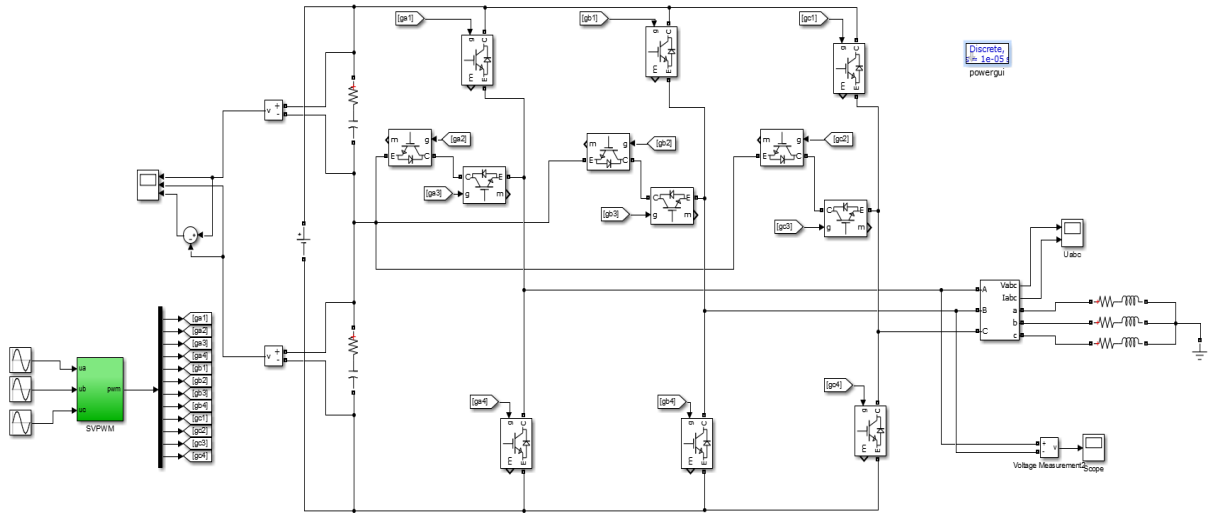 [ga1]
[gb1]
[gc1]
g C
E
g C
E
g C
E
Discrete,
s = 1e-05 s
powergui
v
+
-
m g
E C
[ga2]
m g
E C
[gb2]
m g
E C
[gc2]
[ga3]
C E
g m
[gb3]
C E
g m
[gc3]
C E
g m
+
Uabc
A
B
C
Vabc
Iabc
a
b
c
v
+
-
[ga1]
[ga2]
[ga3]
[ga4]
[gb1]
[gb2]
[gb3]
[gb4]
[gc1]
[gc2]
[gc3]
[gc4]
ua
ub
uc
pwm
SVPWM
[ga4]
g C
E
[gb4]
g C
E
[gc4]
g C
E
+
-
v
Voltage Measurement2
Scope